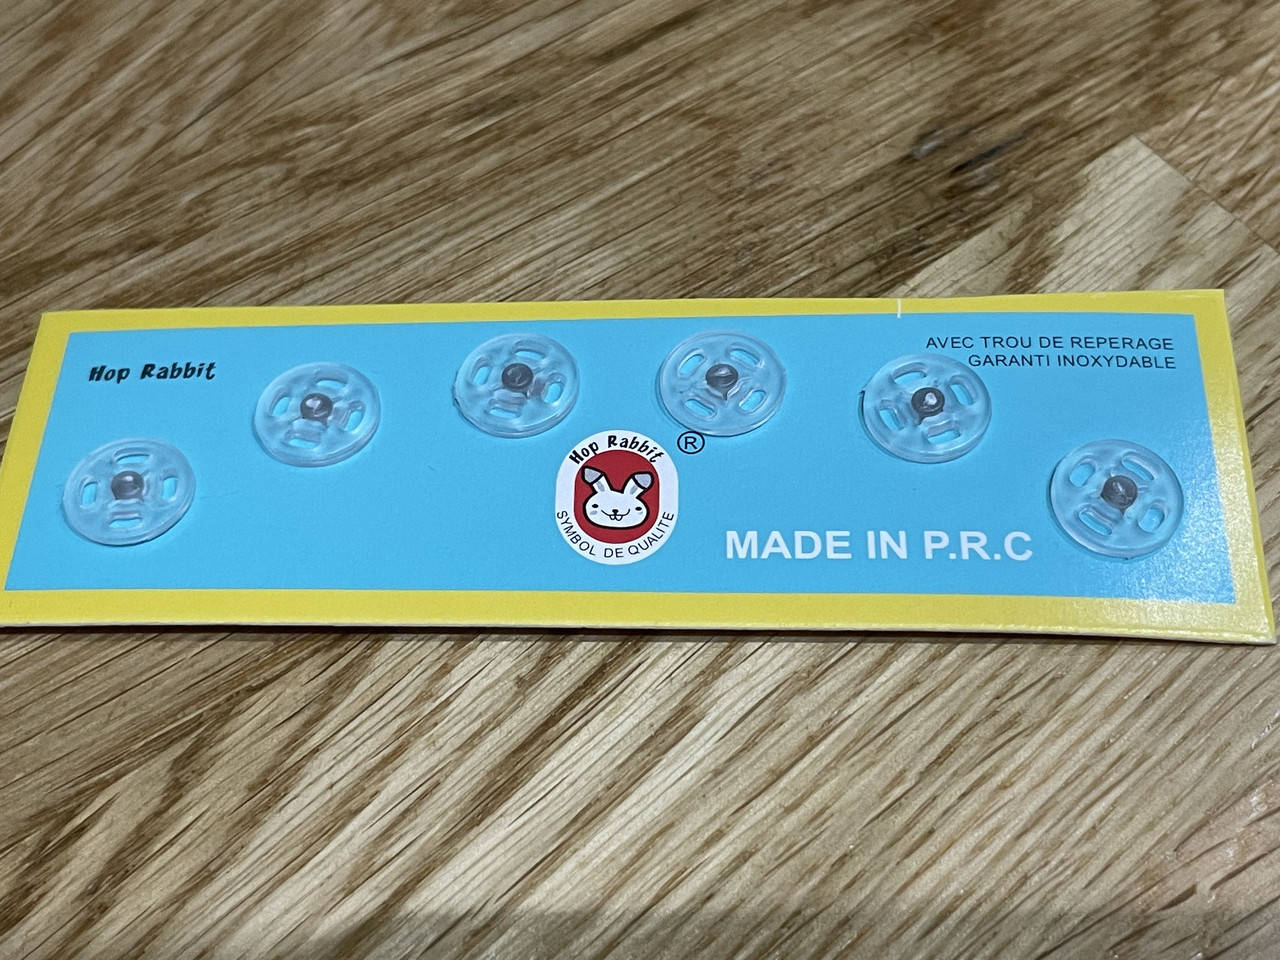 Hop Rabbit
AVEC TROU DE REPERAGE
GARANTI INOXYDABLE
Hop Rabbit
®
SYMBOL DE QUALITE
MADE IN P.R.C